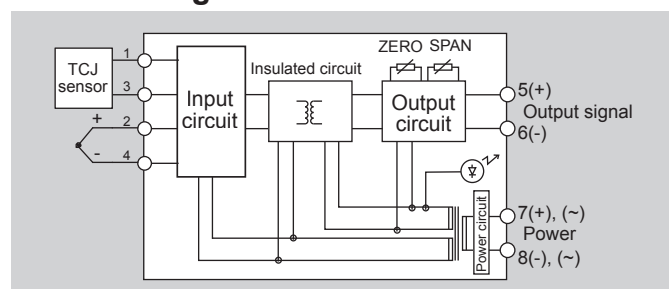 ZERO SPAN
TCJ
sensor
1
3
2
4
+
-
Input
circuit
Insulated circuit
Output
circuit
5(+)
Output signal
6(-)
Power circuit
7(+), (~)
Power
8(-), (~)